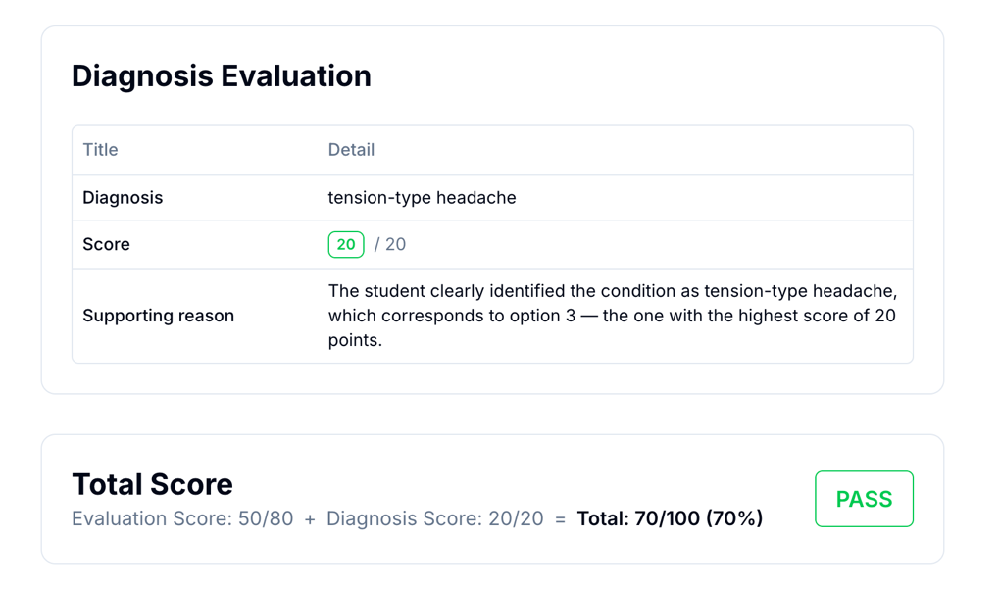 Diagnosis Evaluation
Title Detail
Diagnosis tension-type headache
Score 20 / 20
Supporting reason
The student clearly identified the condition as tension-type headache,
which corresponds to option 3 — the one with the highest score of 20
points.
Total Score
Evaluation Score: 50/80 + Diagnosis Score: 20/20 = Total: 70/100 (70%)
PASS